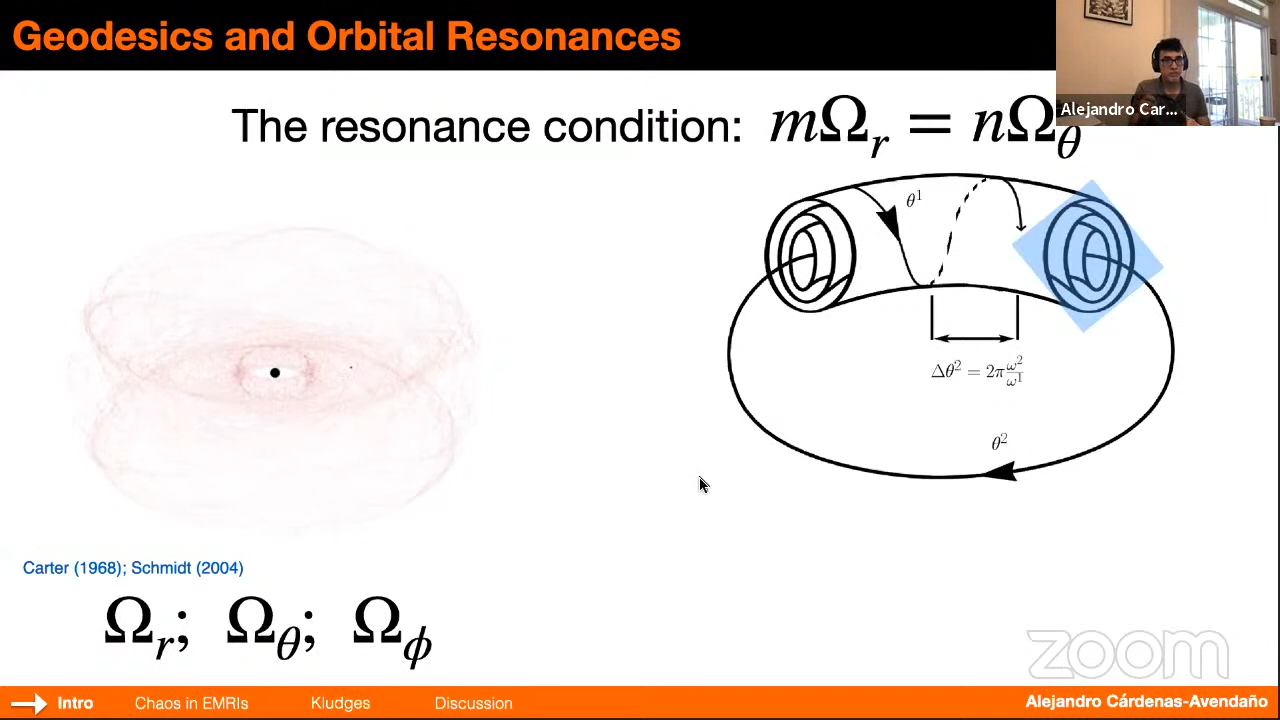 Geodesics and Orbital Resonances
Alejandro Car...
The resonance condition: mΩ_r = nΩ_θ
θ¹
Δθ² = 2π ω²/ω¹
θ²
Carter (1968); Schmidt (2004)
Ω_r; Ω_θ; Ω_ϕ
zoom
Intro Chaos in EMRIs Kludges Discussion Alejandro Cárdenas-Avendaño